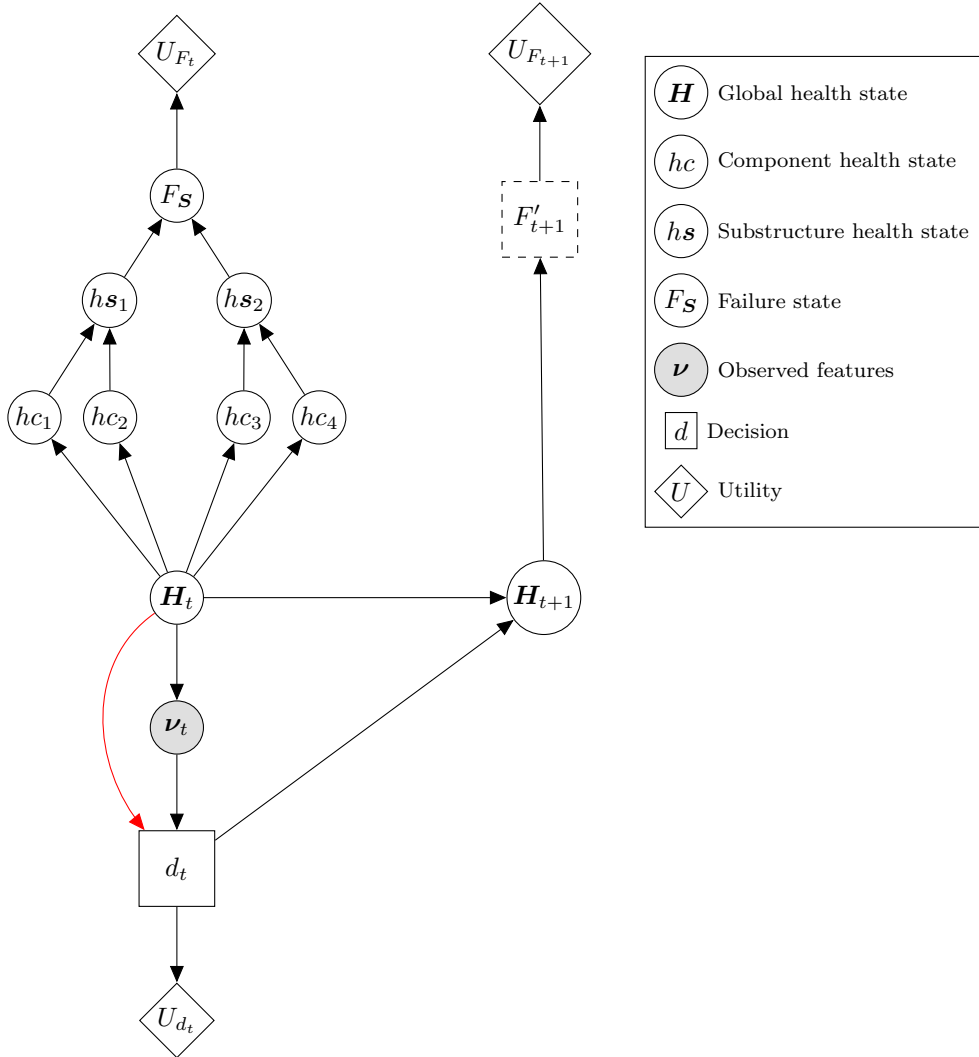 U_{F_t}
U_{F_{t+1}}
H Global health state
hc Component health state
hs Substructure health state
F_S Failure state
ν Observed features
d Decision
U Utility
F_S
F′_{t+1}
hs_1
hs_2
hc_1
hc_2
hc_3
hc_4
H_t
H_{t+1}
ν_t
d_t
U_{d_t}